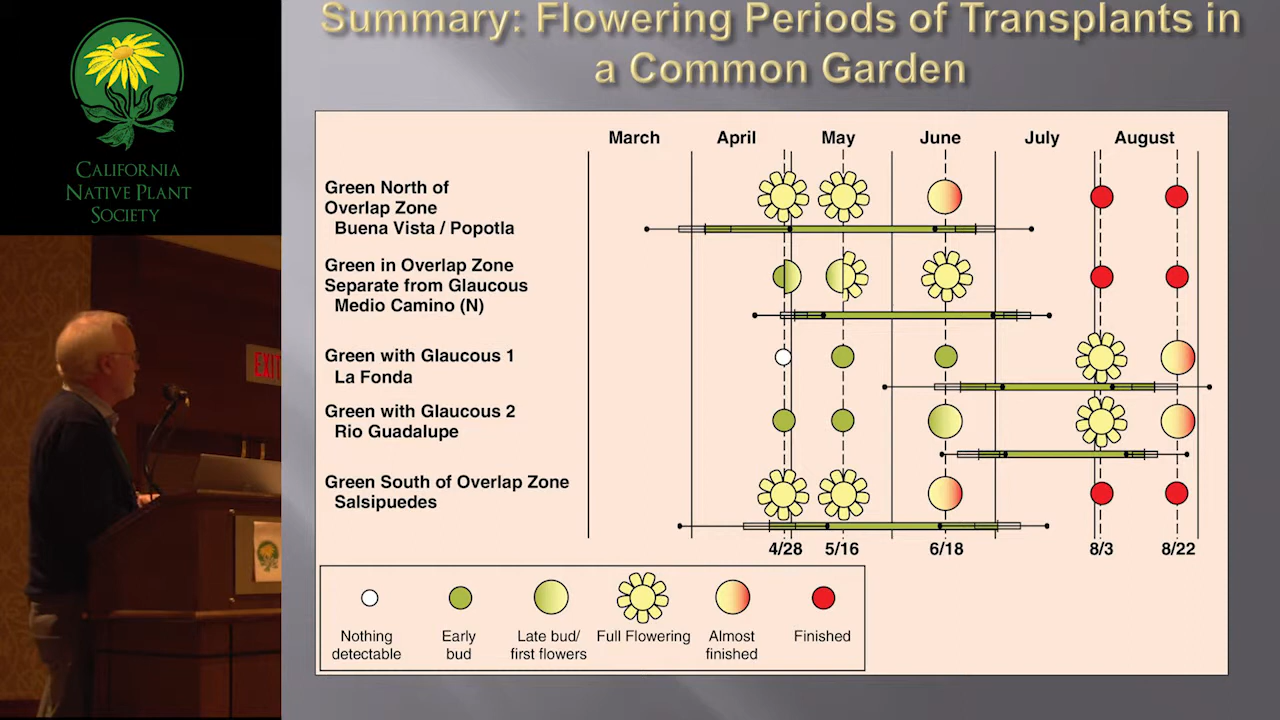 Summary: Flowering Periods of Transplants in
a Common Garden
CALIFORNIA
NATIVE PLANT
SOCIETY
EXIT
March April May June July August
Green North of
Overlap Zone
Buena Vista / Popotla
Green in Overlap Zone
Separate from Glaucous
Medio Camino (N)
Green with Glaucous 1
La Fonda
Green with Glaucous 2
Rio Guadalupe
Green South of Overlap Zone
Salsipuedes
4/28 5/16 6/18 8/3 8/22
Nothing
detectable
Early
bud
Late bud/
first flowers
Full Flowering
Almost
finished
Finished